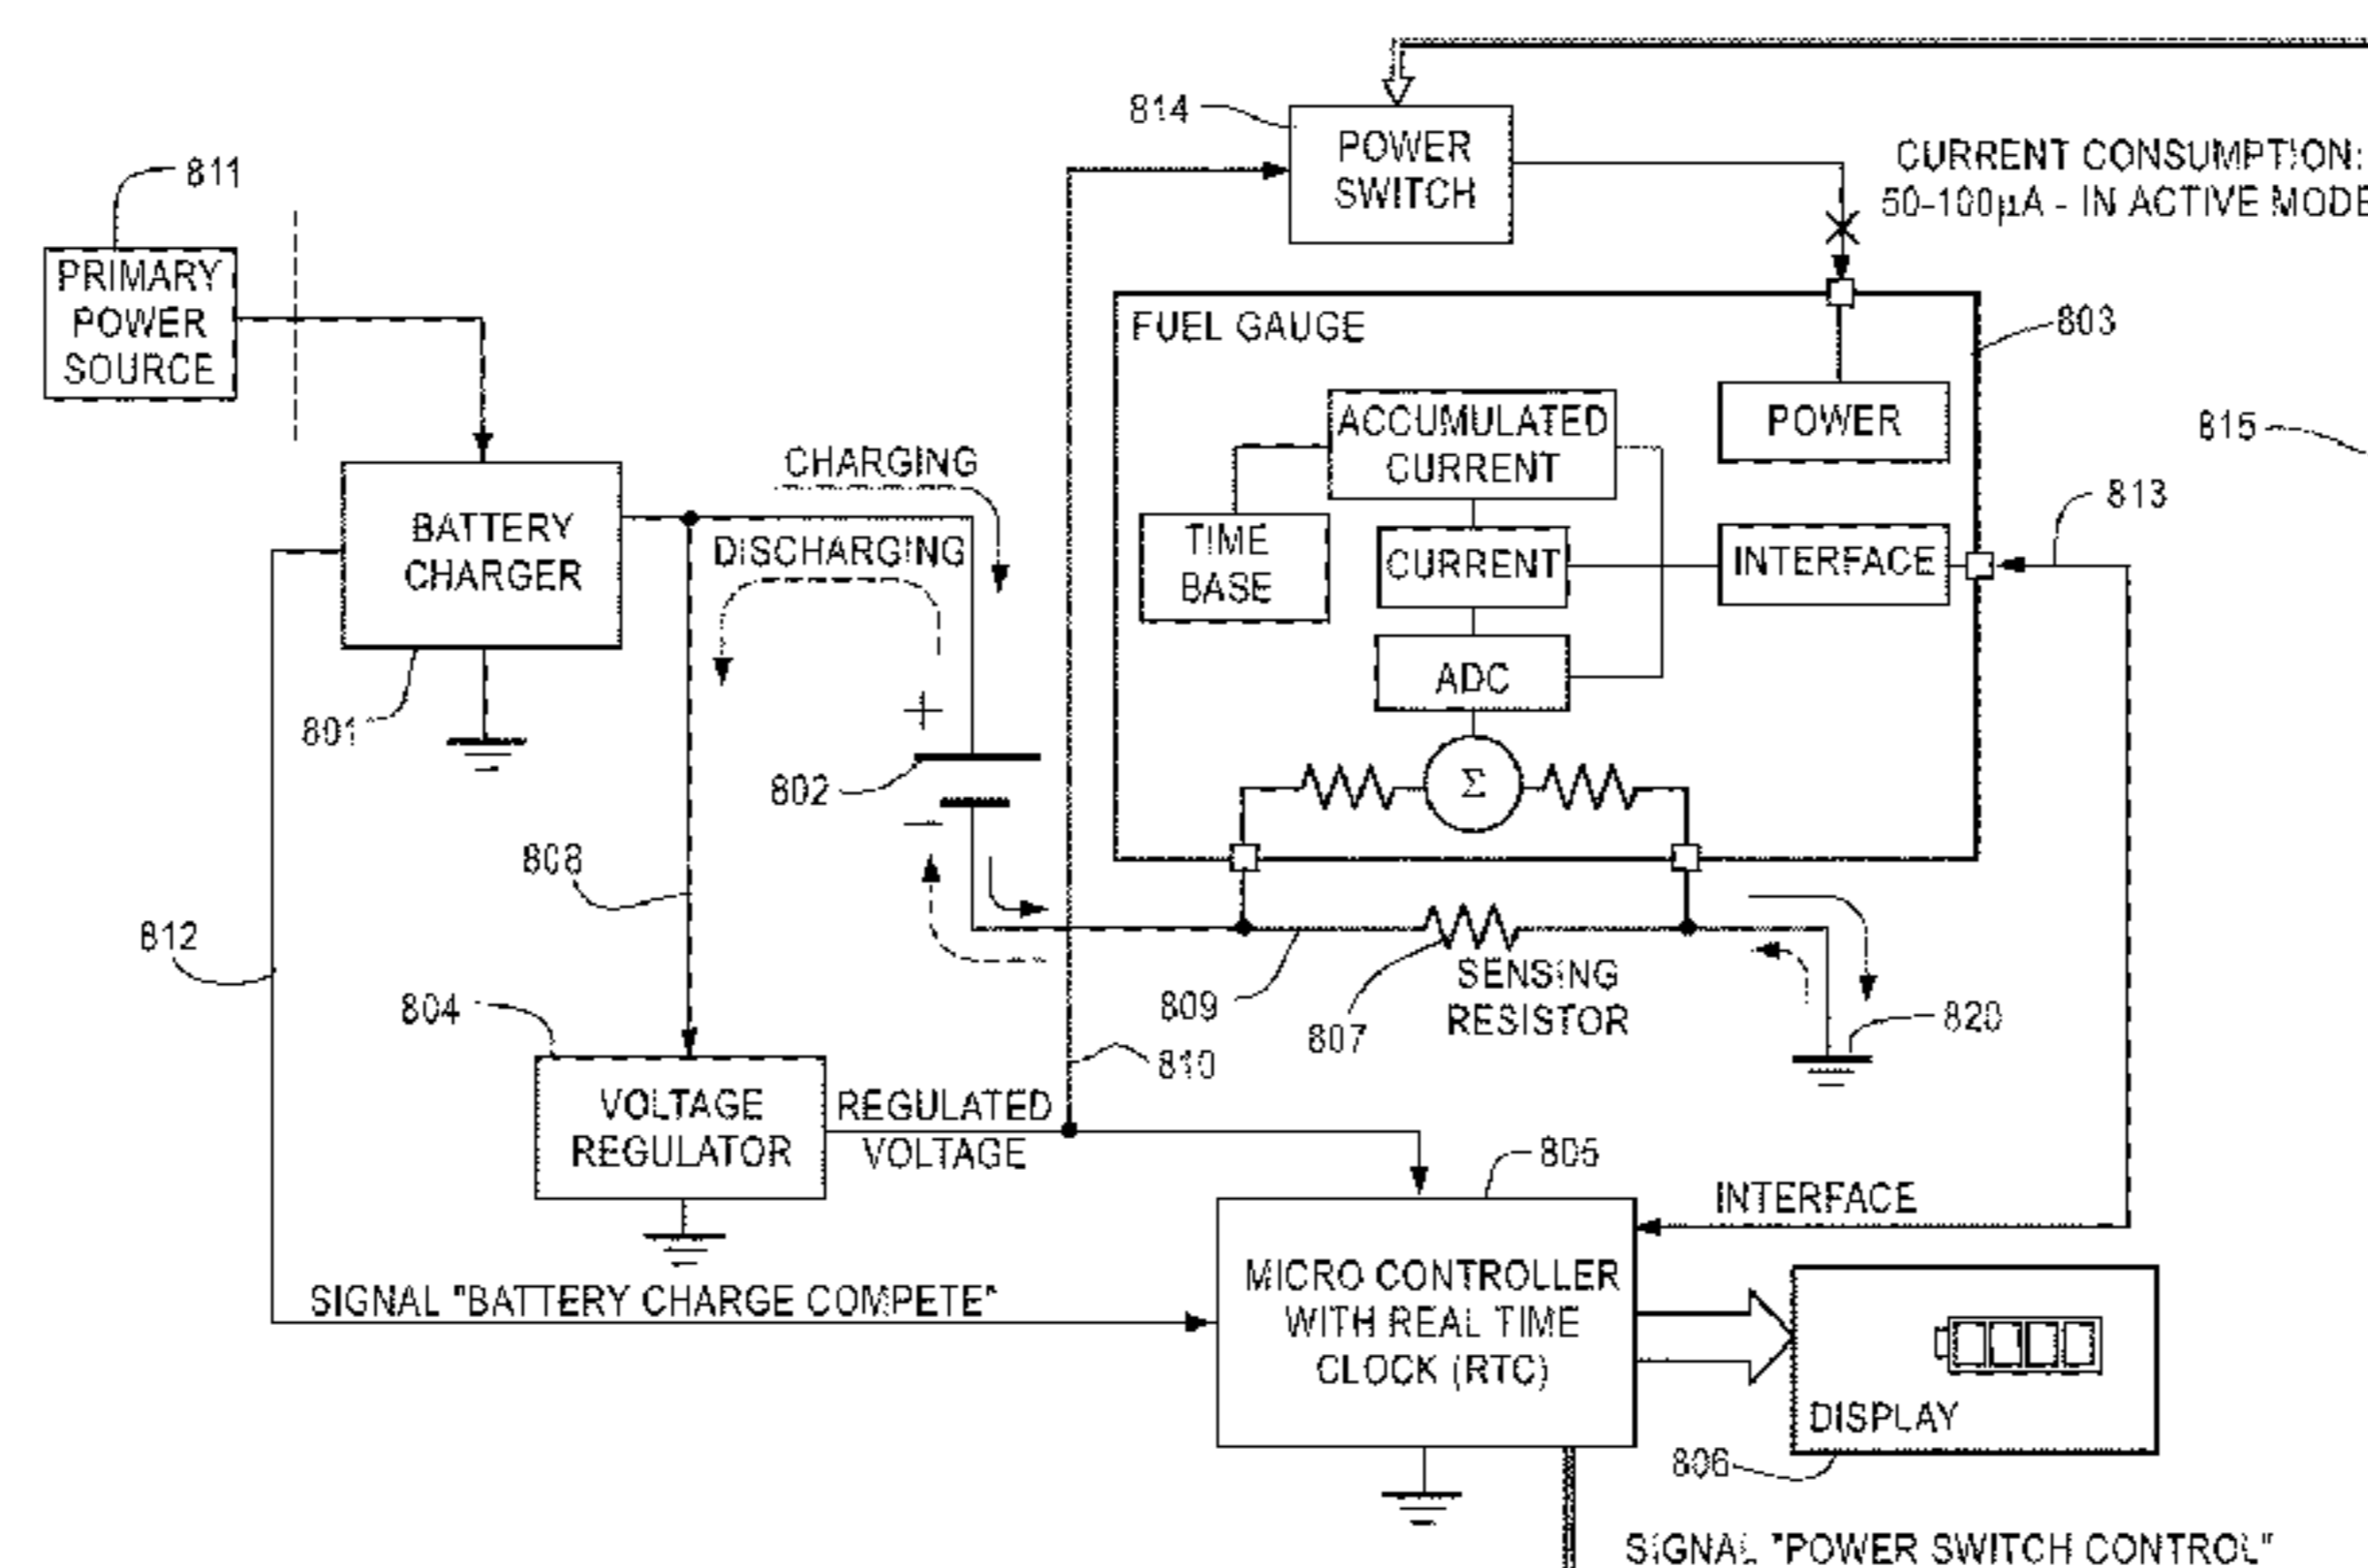 814
POWER
SWITCH
CURRENT CONSUMPTION:
50-100µA - IN ACTIVE MODE
811
PRIMARY
POWER
SOURCE
FUEL GAUGE
803
ACCUMULATED
CURRENT
POWER
815
CHARGING
813
BATTERY
CHARGER
DISCHARGING
TIME
BASE
CURRENT
INTERFACE
ADC
801
+
802
Σ
−
808
812
804
809
SENSING
RESISTOR
807
820
810
VOLTAGE
REGULATOR
REGULATED
VOLTAGE
805
INTERFACE
SIGNAL "BATTERY CHARGE COMPETE"
MICRO CONTROLLER
WITH REAL TIME
CLOCK (RTC)
DISPLAY
806
SIGNAL "POWER SWITCH CONTROL"